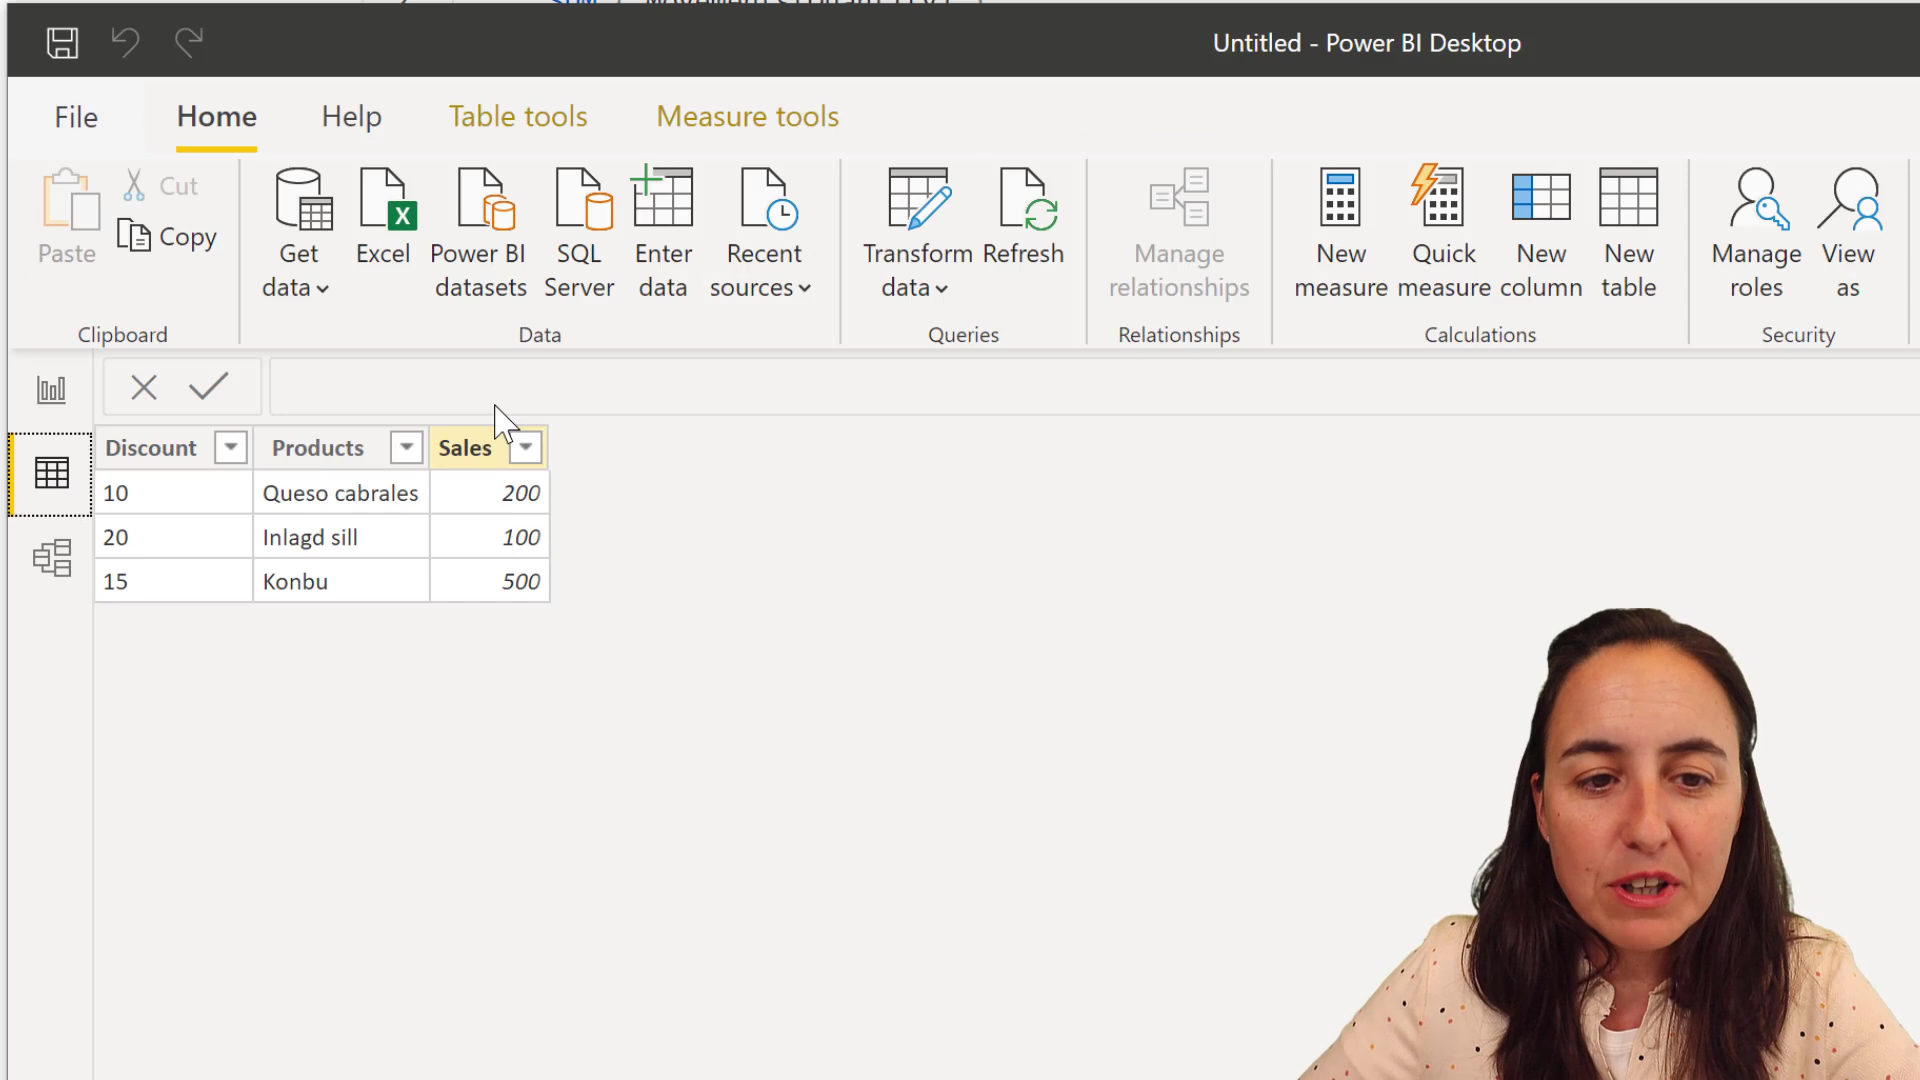 Untitled - Power BI Desktop
File Home Help Table tools Measure tools
Paste
Cut
Copy
Get data
Excel
Power BI datasets
SQL Server
Enter data
Recent sources
Transform data
Refresh
Manage relationships
New measure
Quick measure
New column
New table
Manage roles
View as
Clipboard Data Queries Relationships Calculations Security
Discount Products Sales
10 Queso cabrales 200
20 Inlagd sill 100
15 Konbu 500